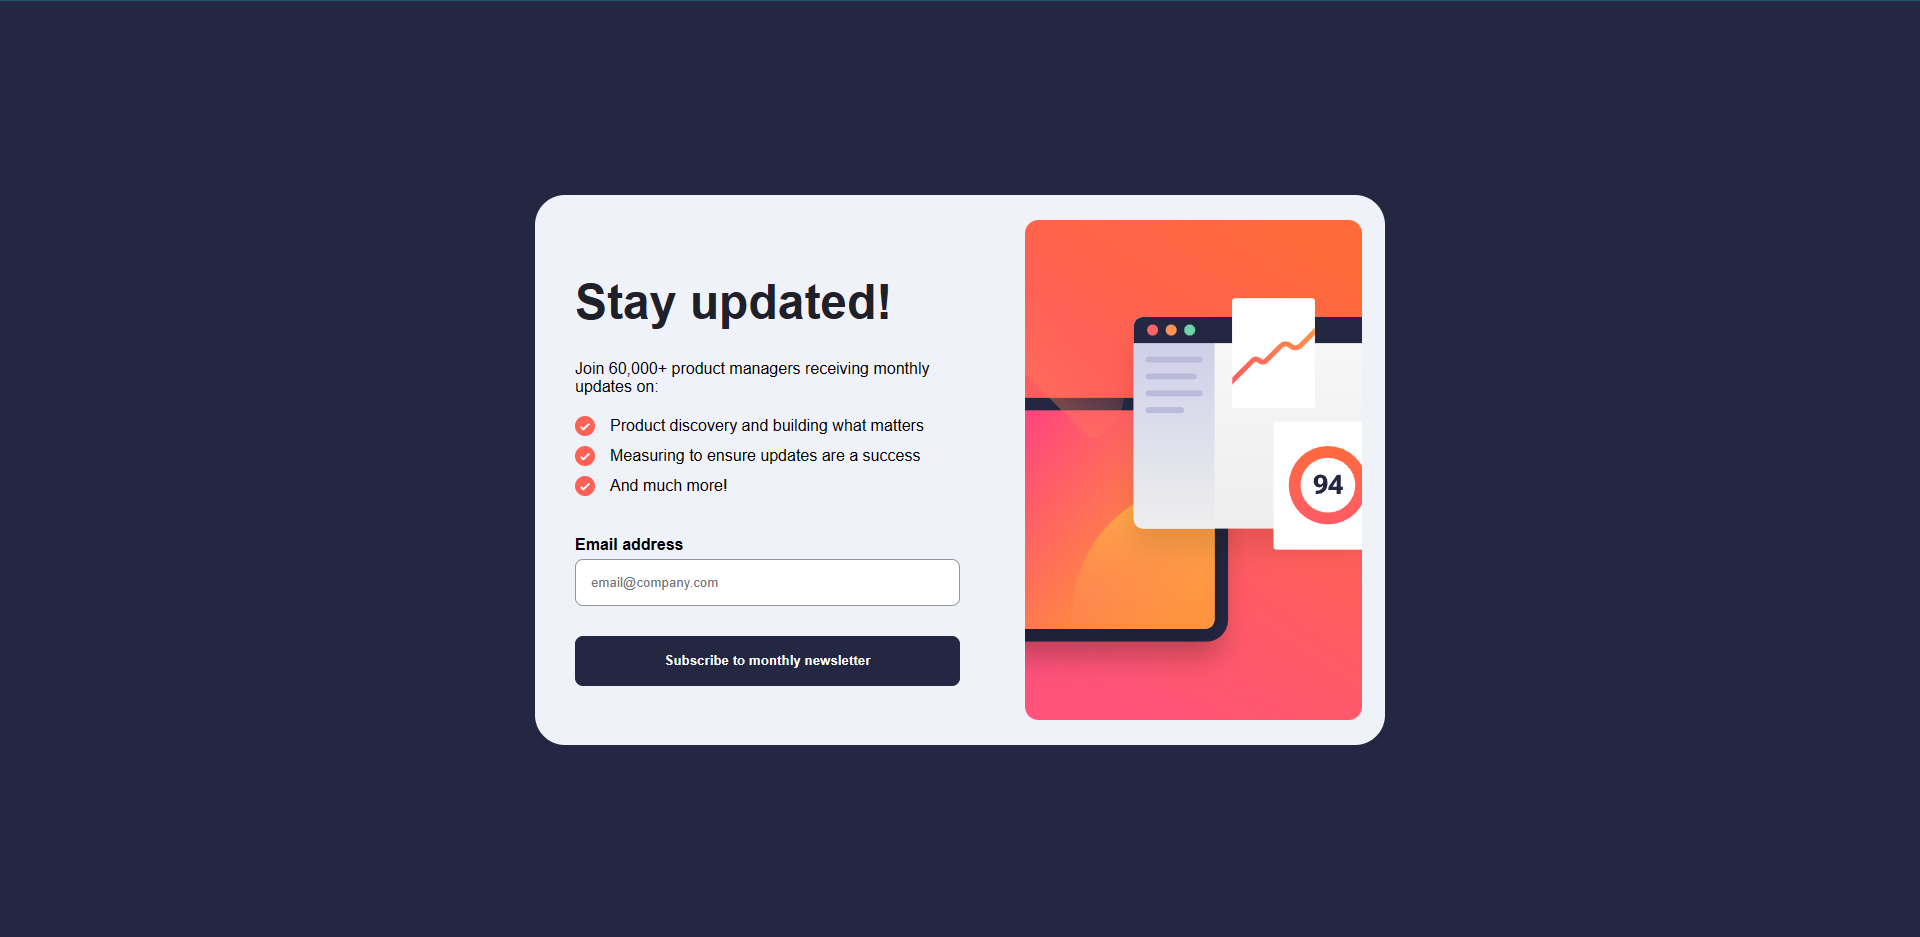 Stay updated!
Join 60,000+ product managers receiving monthly
updates on:
Product discovery and building what matters
Measuring to ensure updates are a success
And much more!
Email address
email@company.com
Subscribe to monthly newsletter
94